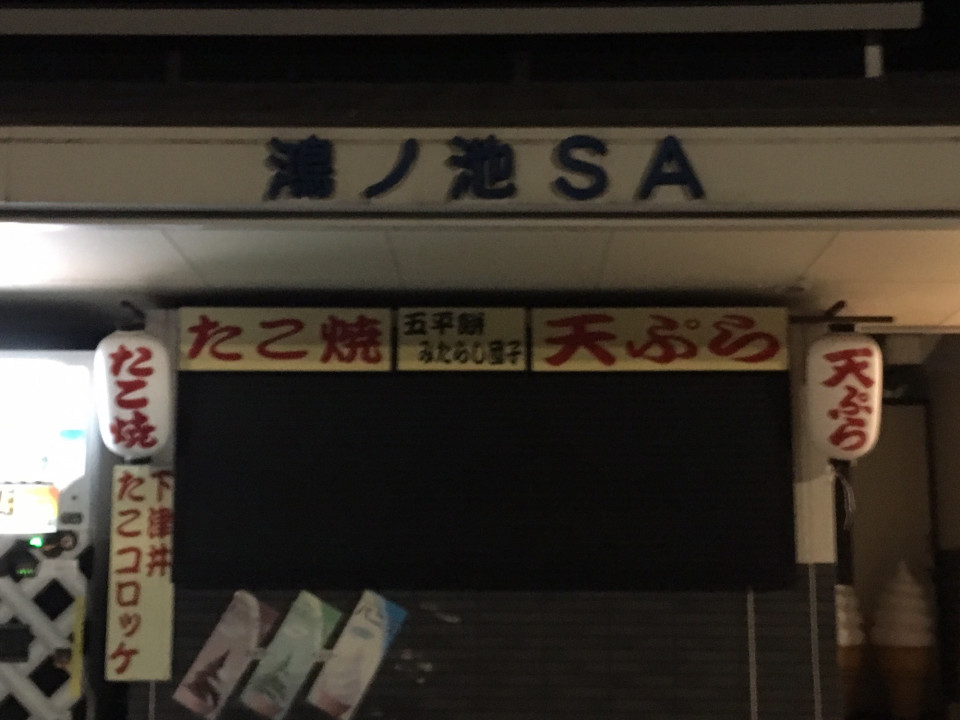 鴻ノ池SA
たこ焼
五平餅
みたらし団子
天ぷら
たこ焼
天ぷら
下津井
たこコロッケ